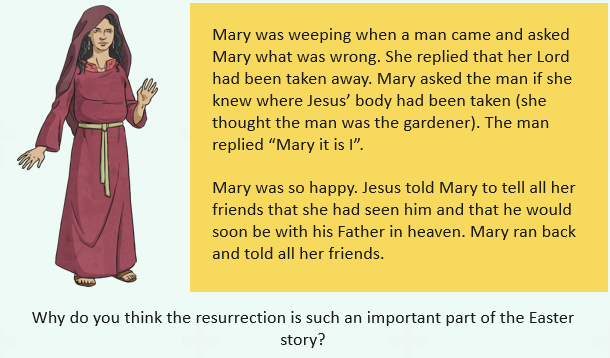 Mary was weeping when a man came and asked
Mary what was wrong. She replied that her Lord
had been taken away. Mary asked the man if she
knew where Jesus’ body had been taken (she
thought the man was the gardener). The man
replied “Mary it is I”.
Mary was so happy. Jesus told Mary to tell all her
friends that she had seen him and that he would
soon be with his Father in heaven. Mary ran back
and told all her friends.
Why do you think the resurrection is such an important part of the Easter
story?